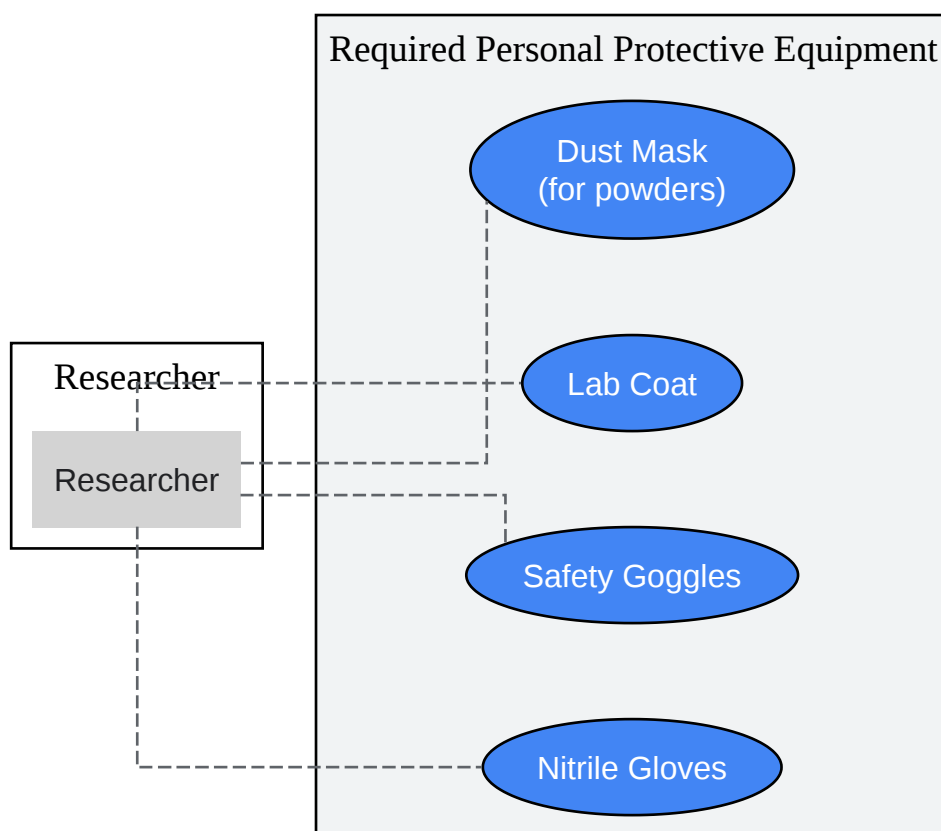 Required Personal Protective Equipment
Dust Mask
(for powders)
Researcher
Lab Coat
Researcher
Safety Goggles
Nitrile Gloves